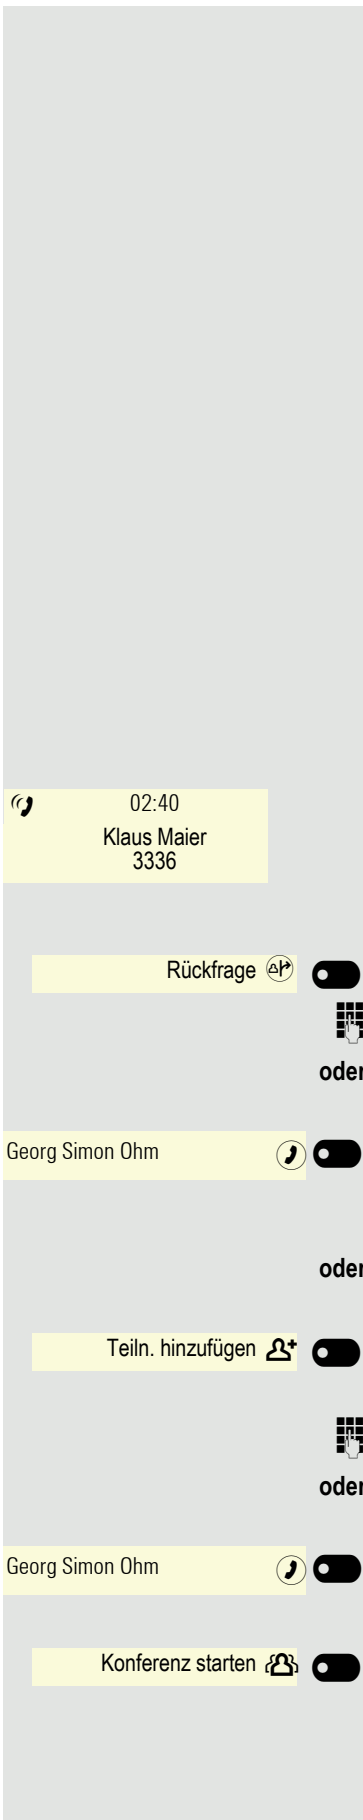 02:40
Klaus Maier
3336
Rückfrage
oder
Georg Simon Ohm
oder
Teiln. hinzufügen
oder
Georg Simon Ohm
Konferenz starten